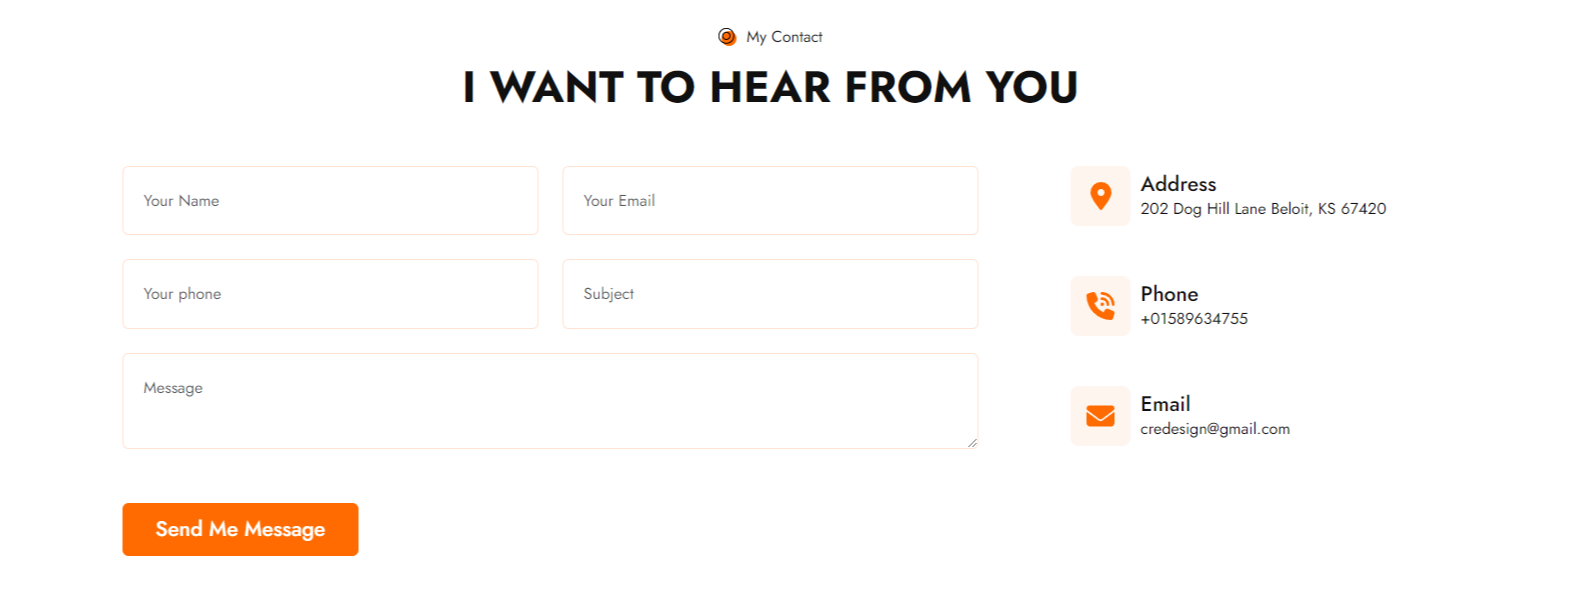 My Contact
I WANT TO HEAR FROM YOU
Your Name
Your Email
Your phone
Subject
Message
Send Me Message
Address
202 Dog Hill Lane Beloit, KS 67420
Phone
+01589634755
Email
credesign@gmail.com